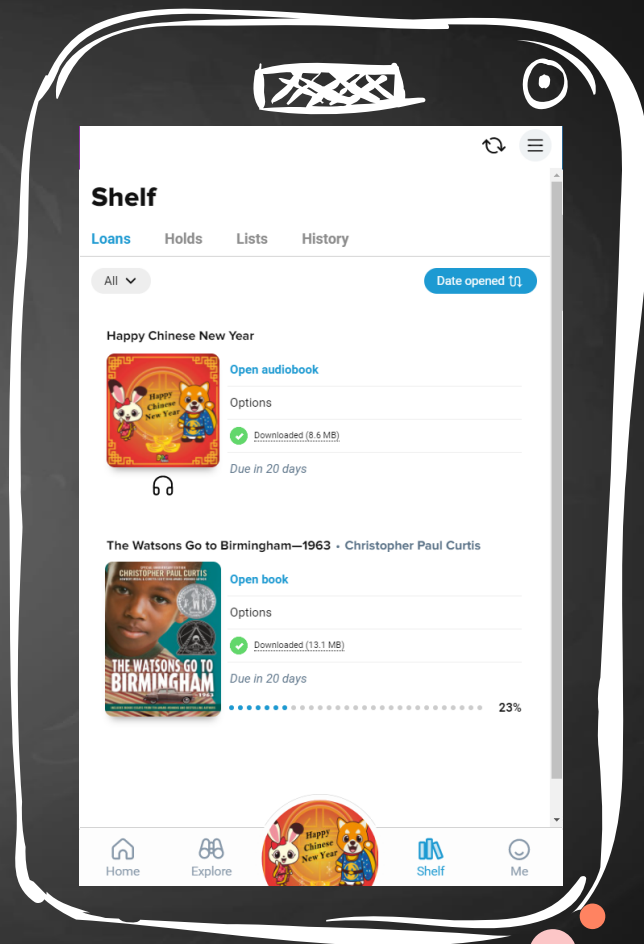 Shelf
Loans Holds Lists History
All Date opened
Happy Chinese New Year
Happy
Chinese
New Year
Open audiobook
Options
Downloaded (8.6 MB)
Due in 20 days
The Watsons Go to Birmingham—1963 • Christopher Paul Curtis
CHRISTOPHER PAUL CURTIS
THE WATSONS GO TO
BIRMINGHAM
1963
Open book
Options
Downloaded (13.1 MB)
Due in 20 days
23%
Happy
Chinese
New Year
Home Explore Shelf Me